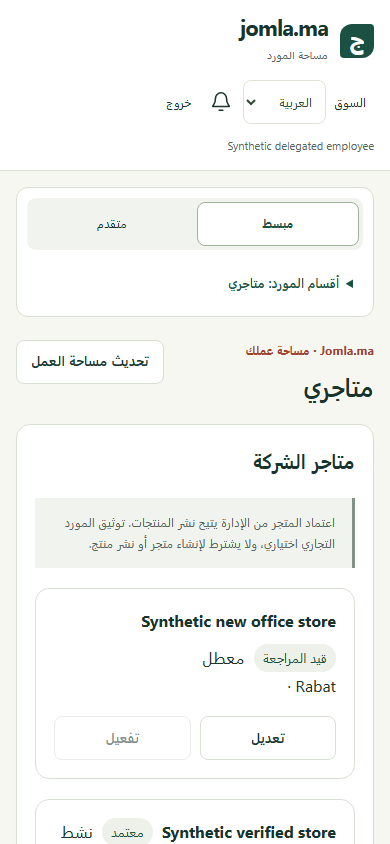 jomla.ma
ج
مساحة المورد
السوق
العربية
خروج
Synthetic delegated employee
مبسط
متقدم
أقسام المورد: متاجري
Jomla.ma · مساحة عملك
متاجري
تحديث مساحة العمل
متاجر الشركة
اعتماد المتجر من الإدارة يتيح نشر المنتجات. توثيق المورد
التجاري اختياري، ولا يشترط لإنشاء متجر أو نشر منتج.
Synthetic new office store
قيد المراجعة معطل
Rabat ·
تعديل
تفعيل
Synthetic verified store معتمد نشط